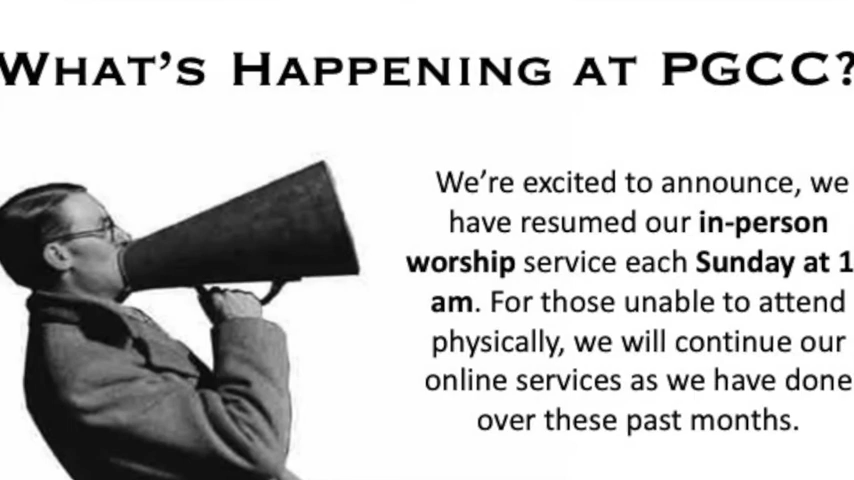 WHAT'S HAPPENING AT PGCC?
We're excited to announce, we
have resumed our in-person
worship service each Sunday at 1
am. For those unable to attend
physically, we will continue our
online services as we have done
over these past months.